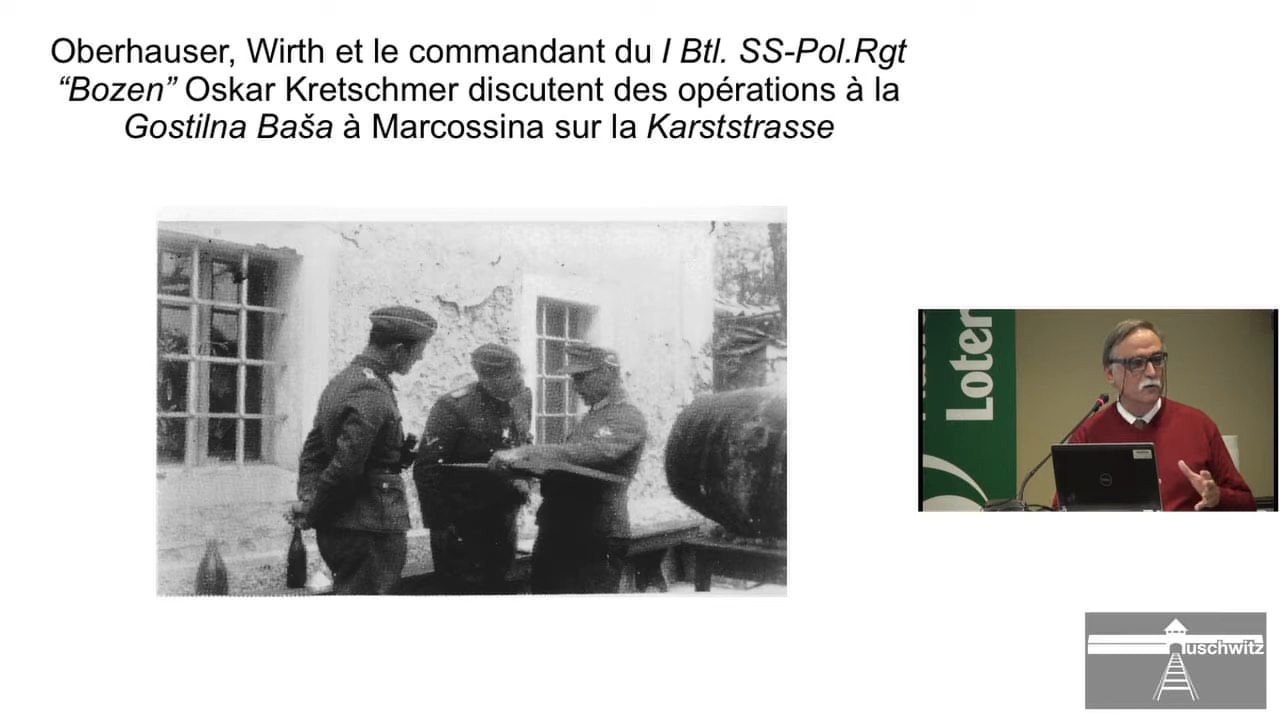 Oberhauser, Wirth et le commandant du I Btl. SS-Pol.Rgt
“Bozen” Oskar Kretschmer discutent des opérations à la
Gostilna Baša à Marcossina sur la Karststrasse
Loter
uschwitz